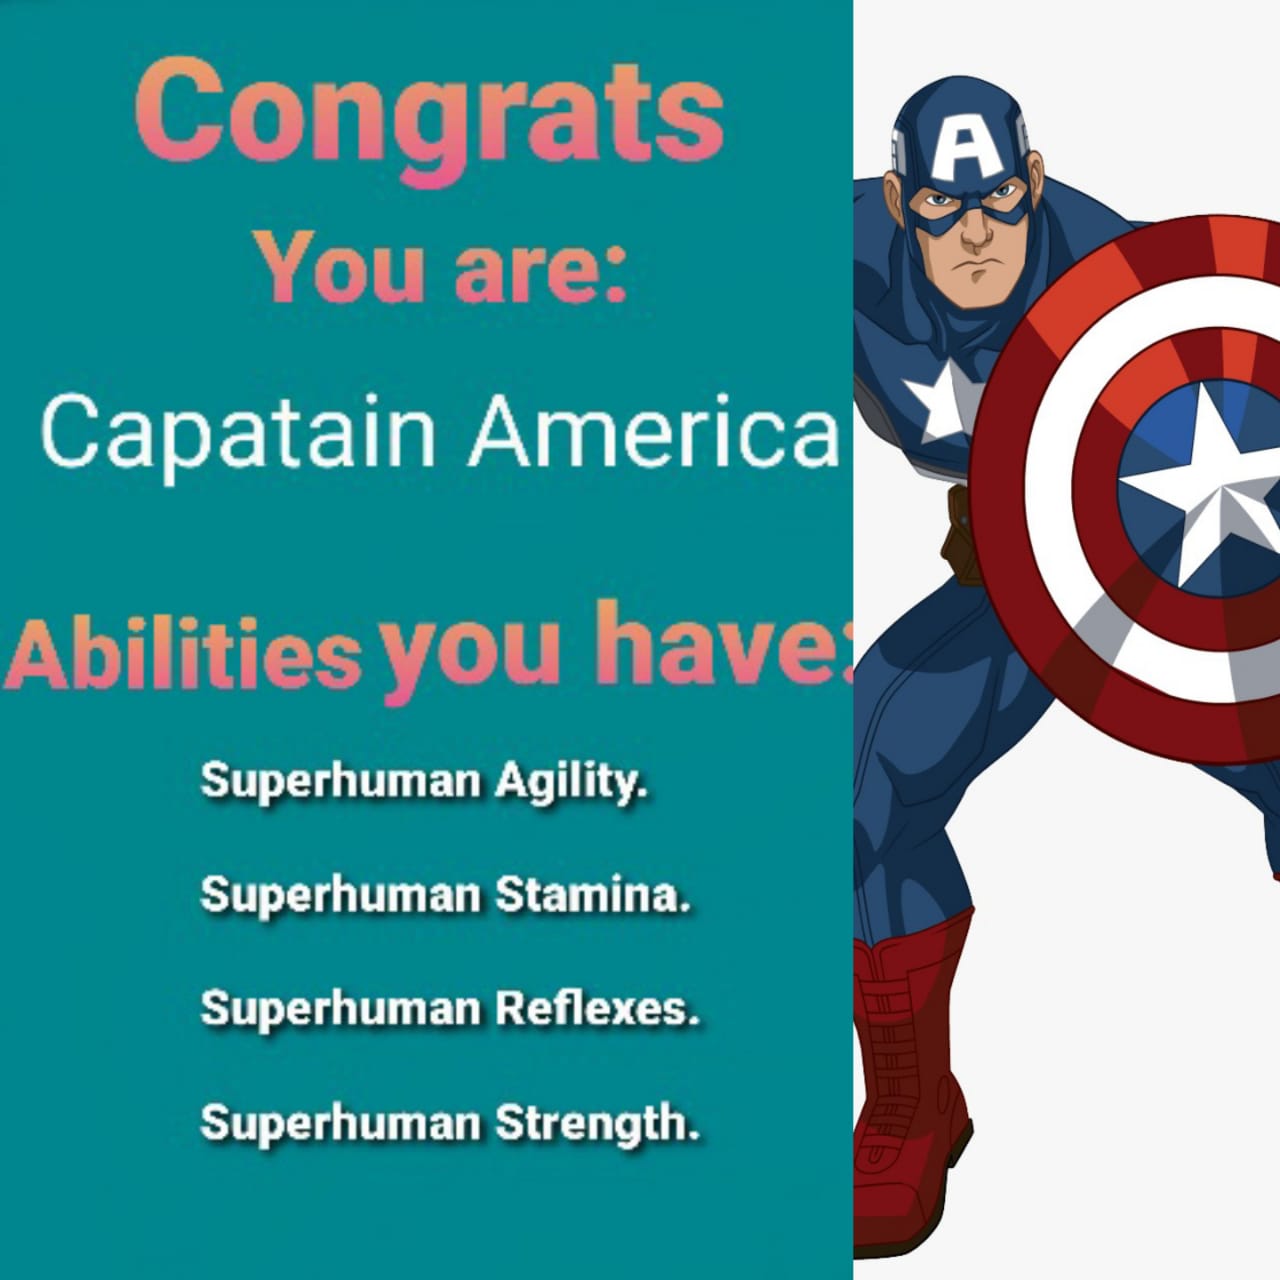 Congrats
You are:
Capatain America
Abilities you have:
Superhuman Agility.
Superhuman Stamina.
Superhuman Reflexes.
Superhuman Strength.
A